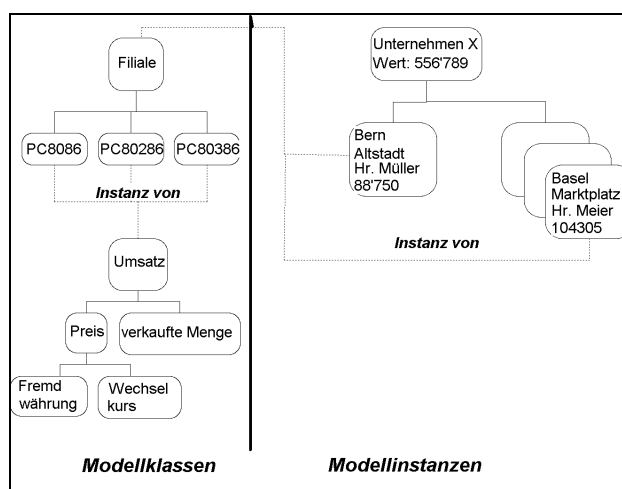 Filiale
PC8086
PC80286
PC80386
Instanz von
Umsatz
Preis
verkaufte Menge
Fremd
währung
Wechsel
kurs
Modellklassen
Unternehmen X
Wert: 556'789
Bern
Altstadt
Hr. Müller
88'750
Basel
Marktplatz
Hr. Meier
104305
Instanz von
Modellinstanzen